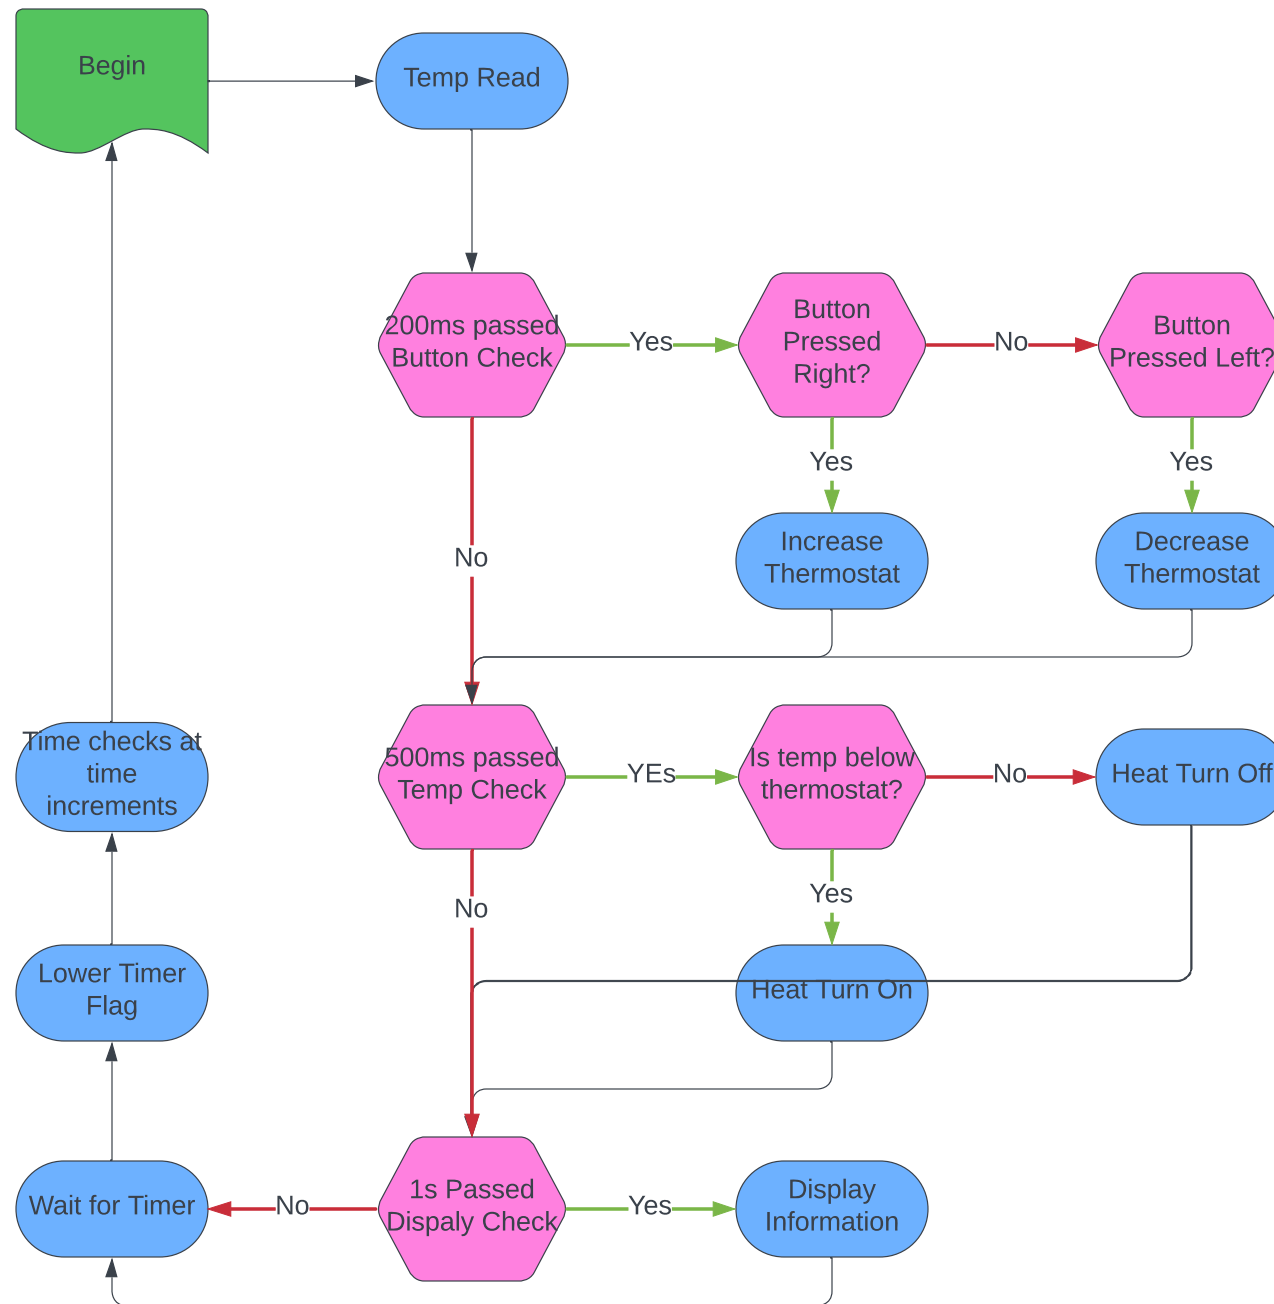 Begin
Temp Read
200ms passed
Button Check
Yes
Button
Pressed
Right?
No
Button
Pressed Left?
Yes
Yes
Increase
Thermostat
Decrease
Thermostat
No
Time checks at
time
increments
500ms passed
Temp Check
YEs
Is temp below
thermostat?
No
Heat Turn Off
No
Yes
Lower Timer
Flag
Heat Turn On
Wait for Timer
No
1s Passed
Dispaly Check
Yes
Display
Information